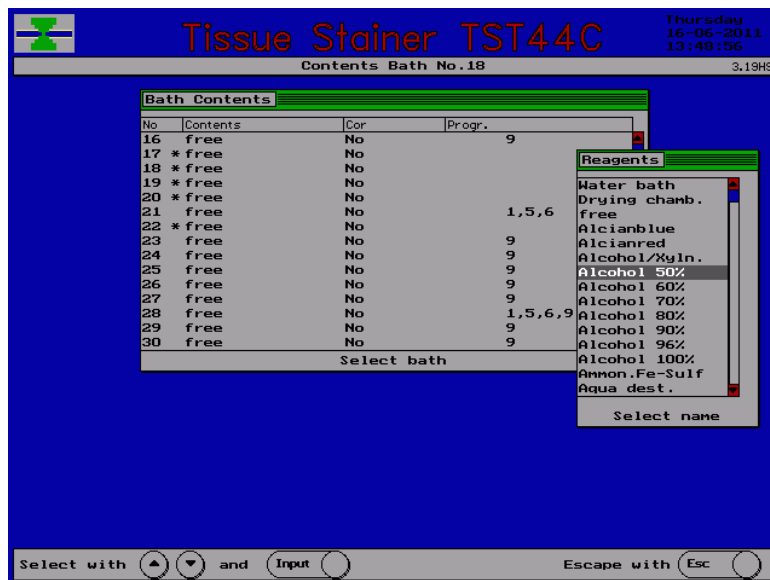 Tissue Stainer TST44C
Thursday
16-06-2011
13:48:56
Contents Bath No.18
3.19HS
Bath Contents
No Contents Cor Progr.
16 free No 9
17 * free No
18 * free No
19 * free No
20 * free No
21 free No 1,5,6
22 * free No
23 free No 9
24 free No 9
25 free No 9
26 free No 9
27 free No 9
28 free No 1,5,6,9
29 free No 9
30 free No 9
Select bath
Reagents
Water bath
Drying chamb.
free
Alcianblue
Alcianred
Alcohol/Xyln.
Alcohol 50%
Alcohol 60%
Alcohol 70%
Alcohol 80%
Alcohol 90%
Alcohol 96%
Alcohol 100%
Ammon.Fe-Sulf
Aqua dest.
Select name
Select with and Input
Escape with Esc